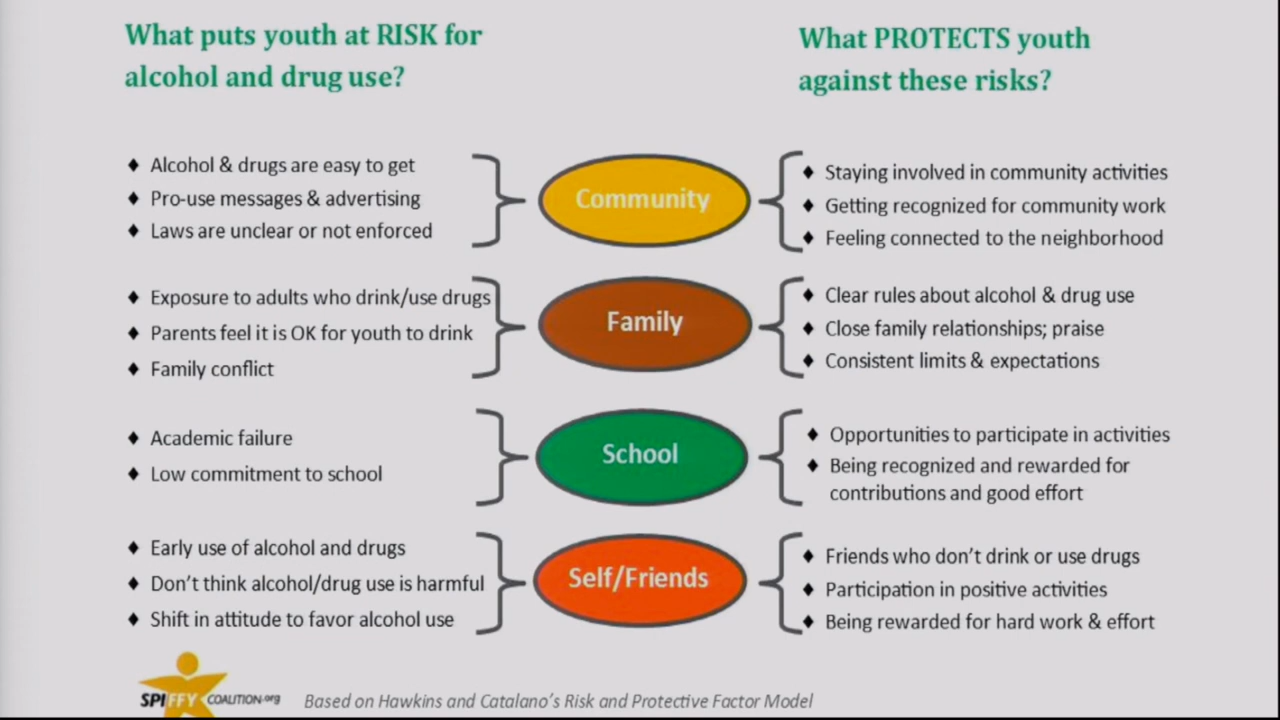 What puts youth at RISK for
alcohol and drug use?
What PROTECTS youth
against these risks?
♦ Alcohol & drugs are easy to get
♦ Pro-use messages & advertising
♦ Laws are unclear or not enforced
Community
♦ Staying involved in community activities
♦ Getting recognized for community work
♦ Feeling connected to the neighborhood
♦ Exposure to adults who drink/use drugs
♦ Parents feel it is OK for youth to drink
♦ Family conflict
Family
♦ Clear rules about alcohol & drug use
♦ Close family relationships; praise
♦ Consistent limits & expectations
♦ Academic failure
♦ Low commitment to school
School
♦ Opportunities to participate in activities
♦ Being recognized and rewarded for
contributions and good effort
♦ Early use of alcohol and drugs
♦ Don't think alcohol/drug use is harmful
♦ Shift in attitude to favor alcohol use
Self/Friends
♦ Friends who don't drink or use drugs
♦ Participation in positive activities
♦ Being rewarded for hard work & effort
SPIFFY COALITION.org
Based on Hawkins and Catalano's Risk and Protective Factor Model